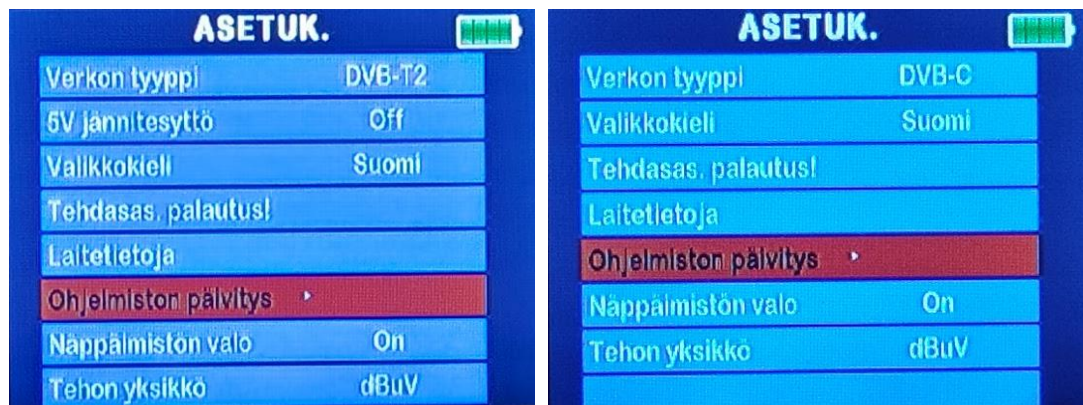 ASETUK.
Verkon tyyppi DVB-T2
5V jännitesyttö Off
Valikkokieli Suomi
Tehdasas. palautus!
Laitetietoja
Ohjelmiston päivitys
Näppäimistön valo On
Tehon yksikkö dBuV
ASETUK.
Verkon tyyppi DVB-C
Valikkokieli Suomi
Tehdasas. palautus!
Laitetietoja
Ohjelmiston päivitys
Näppäimistön valo On
Tehon yksikkö dBuV